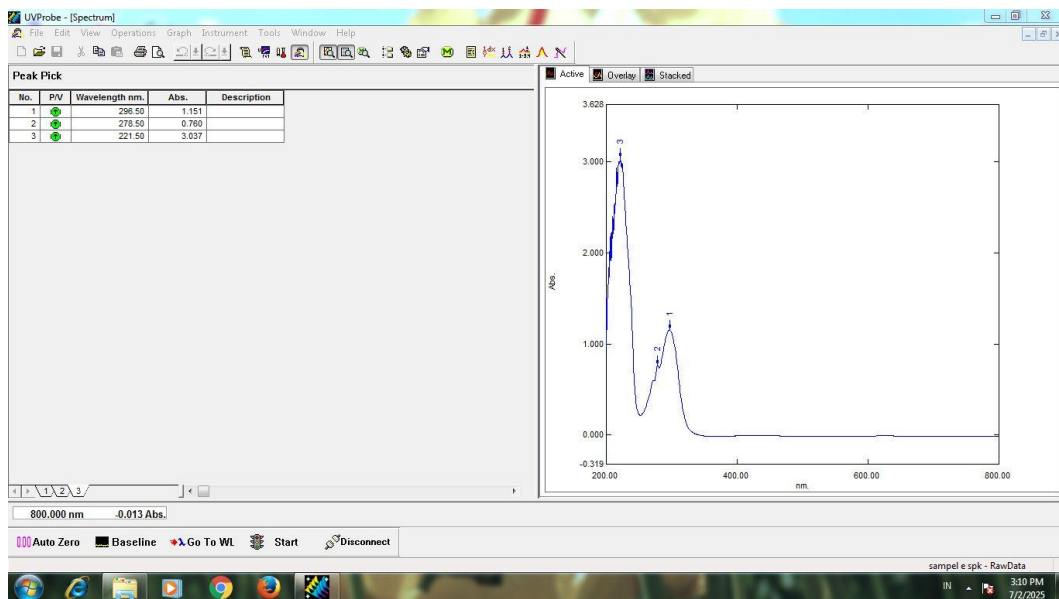 UVProbe - [Spectrum]
File Edit View Operations Graph Instrument Tools Window Help
Peak Pick
No. P/V Wavelength nm. Abs. Description
1 296.50 1.151
2 278.50 0.760
3 221.50 3.037
1 2 3
Active Overlay Stacked
3.628
3.000
2.000
1.000
0.000
-0.319
Abs.
3
2
1
200.00 400.00 600.00 800.00
nm.
800.000 nm -0.013 Abs.
Auto Zero Baseline Go To WL Start Disconnect
sampel e spk - RawData
IN 3:10 PM
7/2/2025